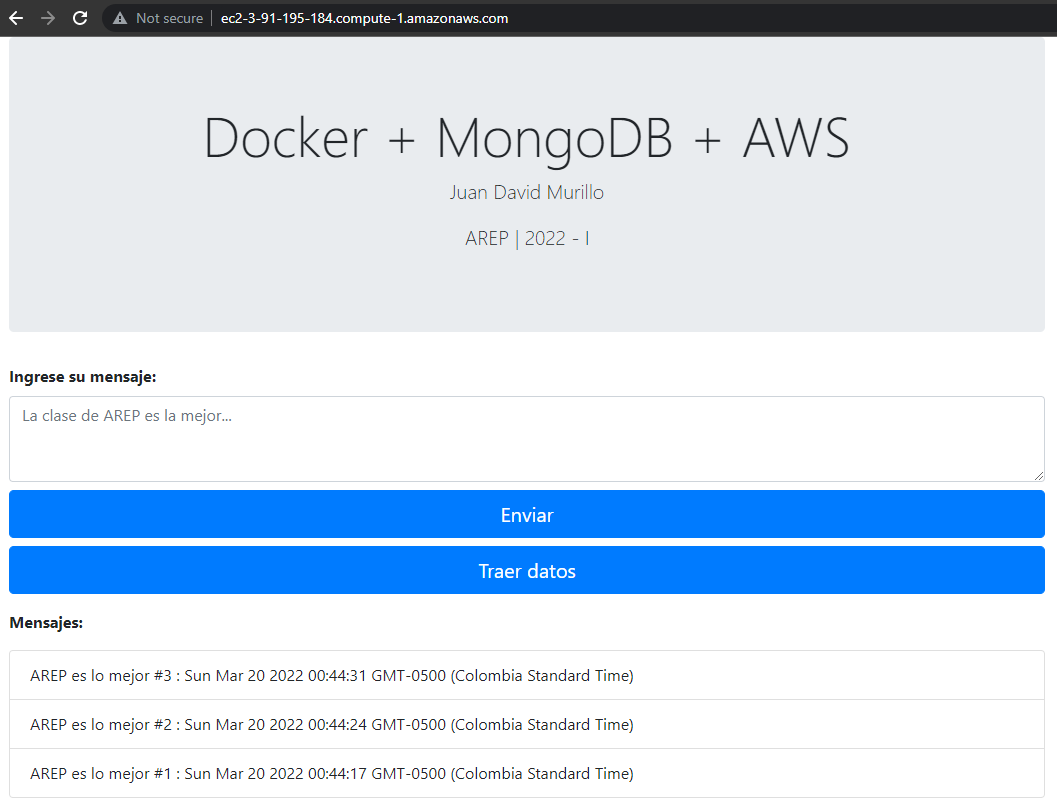 Not secure | ec2-3-91-195-184.compute-1.amazonaws.com
Docker + MongoDB + AWS
Juan David Murillo
AREP | 2022 - I
Ingrese su mensaje:
La clase de AREP es la mejor...
Enviar
Traer datos
Mensajes:
AREP es lo mejor #3 : Sun Mar 20 2022 00:44:31 GMT-0500 (Colombia Standard Time)
AREP es lo mejor #2 : Sun Mar 20 2022 00:44:24 GMT-0500 (Colombia Standard Time)
AREP es lo mejor #1 : Sun Mar 20 2022 00:44:17 GMT-0500 (Colombia Standard Time)